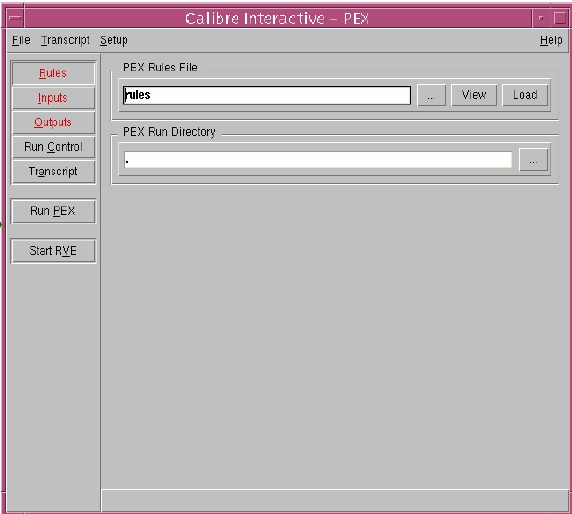 Calibre Interactive – PEX
File Transcript Setup Help
Rules
Inputs
Outputs
Run Control
Transcript
Run PEX
Start RVE
PEX Rules File
rules ... View Load
PEX Run Directory
. ...